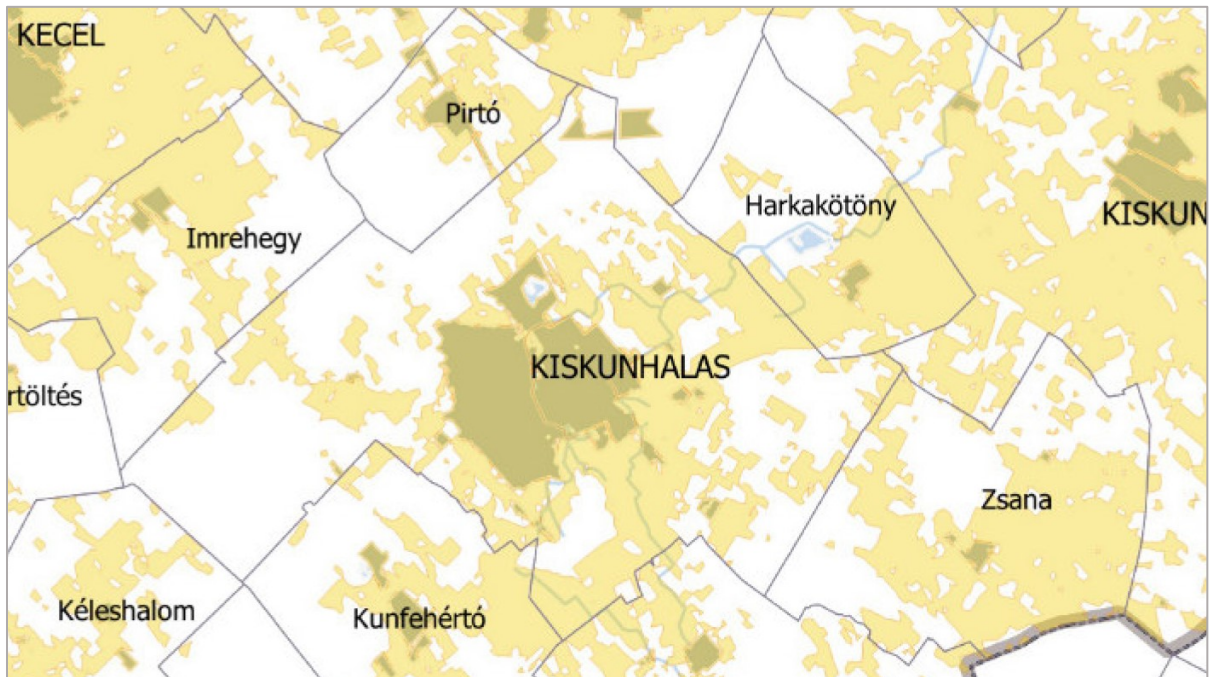 KECEL
Pirtó
Harkakötöny
KISKUN
Imrehegy
KISKUNHALAS
rtöltés
Zsana
Kéleshalom
Kunfehértó